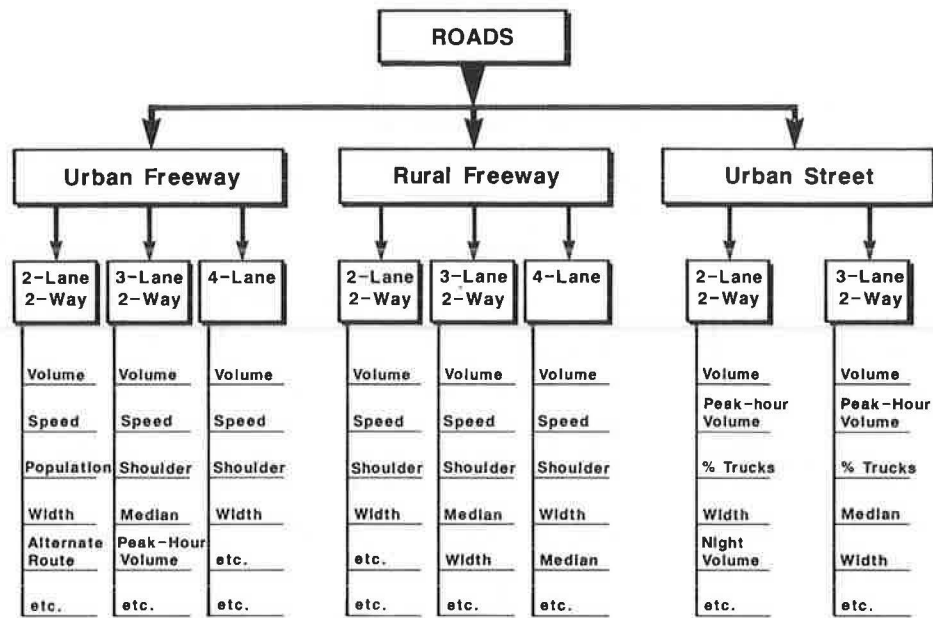 ROADS
Urban Freeway
Rural Freeway
Urban Street
2-Lane
2-Way
3-Lane
2-Way
4-Lane
2-Lane
2-Way
3-Lane
2-Way
4-Lane
2-Lane
2-Way
3-Lane
2-Way
Volume
Speed
Population
Width
Alternate
Route
etc.
Volume
Speed
Shoulder
Median
Peak-Hour
Volume
etc.
Volume
Speed
Shoulder
Width
etc.
etc.
Volume
Speed
Shoulder
Width
etc.
etc.
Volume
Speed
Shoulder
Median
Width
etc.
Volume
Speed
Shoulder
Width
Median
etc.
Volume
Peak-hour
Volume
% Trucks
Width
Night
Volume
etc.
Volume
Peak-Hour
Volume
% Trucks
Median
Width
etc.